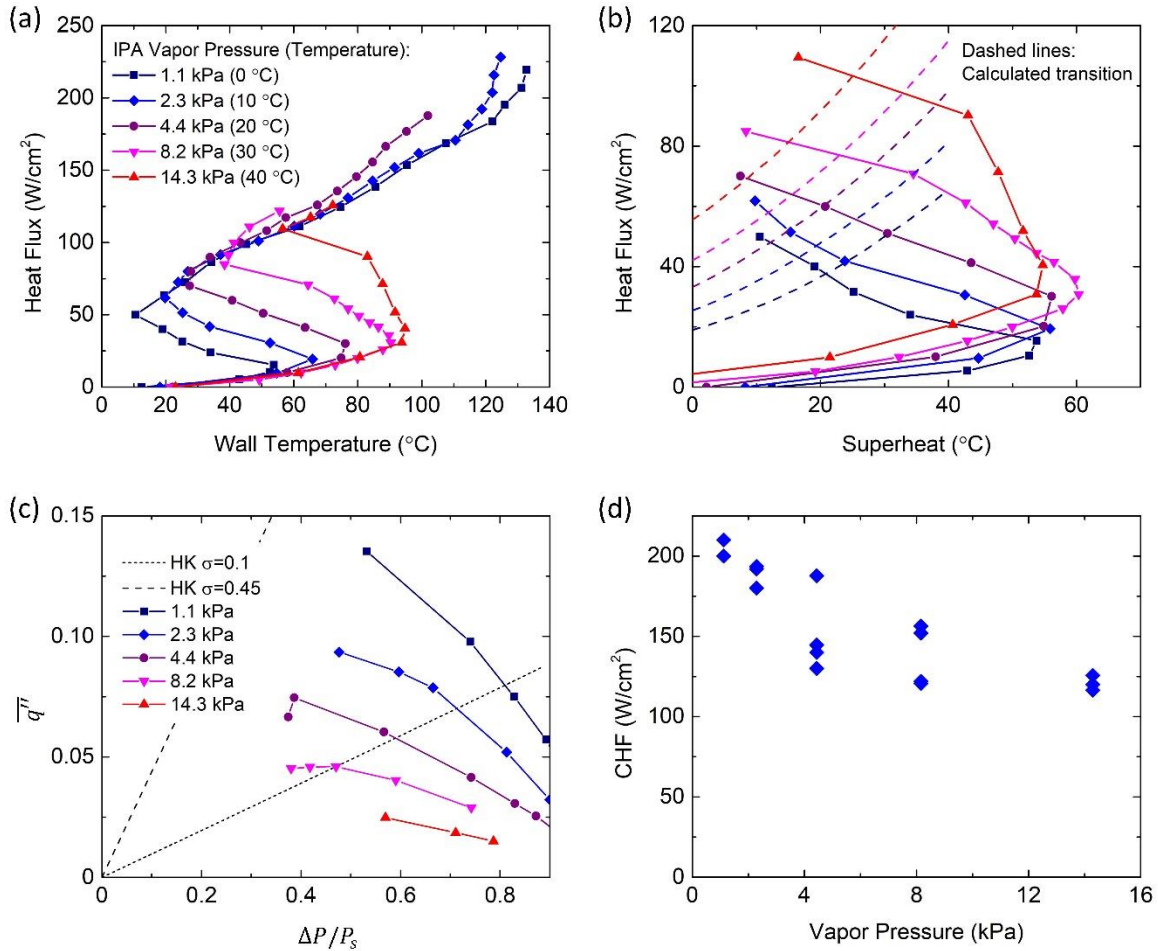 (a)
250
200
150
100
50
0
Heat Flux (W/cm²)
IPA Vapor Pressure (Temperature):
1.1 kPa (0 °C)
2.3 kPa (10 °C)
4.4 kPa (20 °C)
8.2 kPa (30 °C)
14.3 kPa (40 °C)
0 20 40 60 80 100 120 140
Wall Temperature (°C)
(b)
120
80
40
0
Heat Flux (W/cm²)
Dashed lines:
Calculated transition
0 20 40 60
Superheat (°C)
(c)
0.15
0.10
0.05
0
q''
HK σ=0.1
HK σ=0.45
1.1 kPa
2.3 kPa
4.4 kPa
8.2 kPa
14.3 kPa
0 0.2 0.4 0.6 0.8
ΔP/Pₛ
(d)
200
150
100
50
0
CHF (W/cm²)
0 4 8 12 16
Vapor Pressure (kPa)